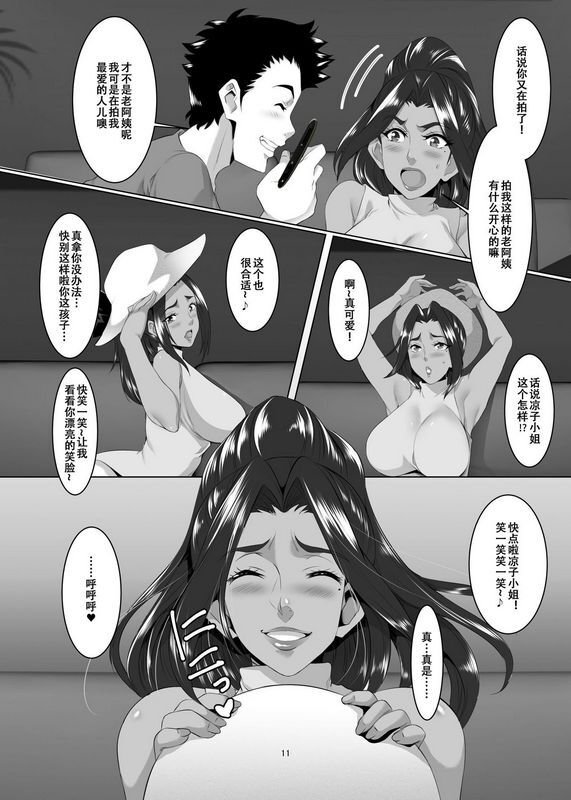 话说你又在拍了！
拍我这样的老阿姨
有什么开心的嘛
才不是老阿姨呢
我可是在拍我
最爱的人儿噢
话说凉子小姐
这个怎样!?
啊~真可爱！
这个也
很合适~♪
真拿你没办法…
快别这样啦你这孩子…
快笑一笑~让我
看看你漂亮的笑脸~
快点啦凉子小姐！
笑一笑笑一笑~♪
真…真是……
……呼呼呼
♥
ニニニっ
11